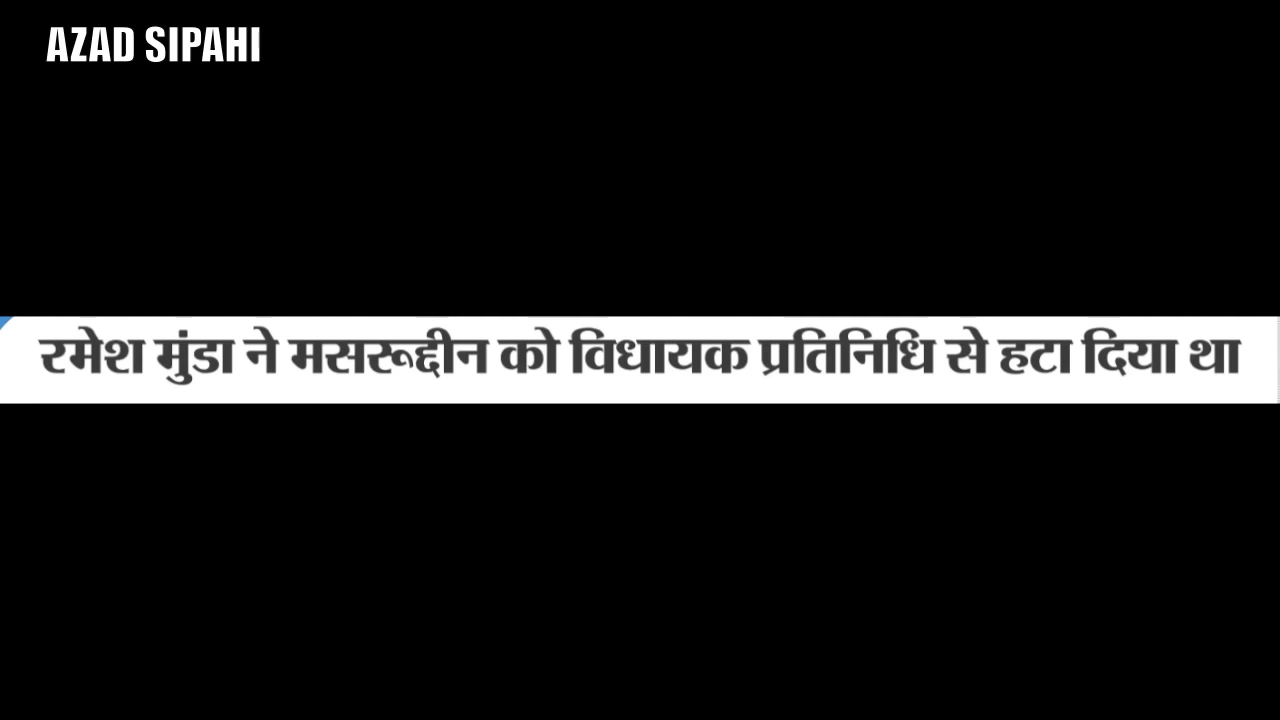 AZAD SIPAHI
रमेश मुंडा ने मसरूद्दीन को विधायक प्रतिनिधि से हटा दिया था